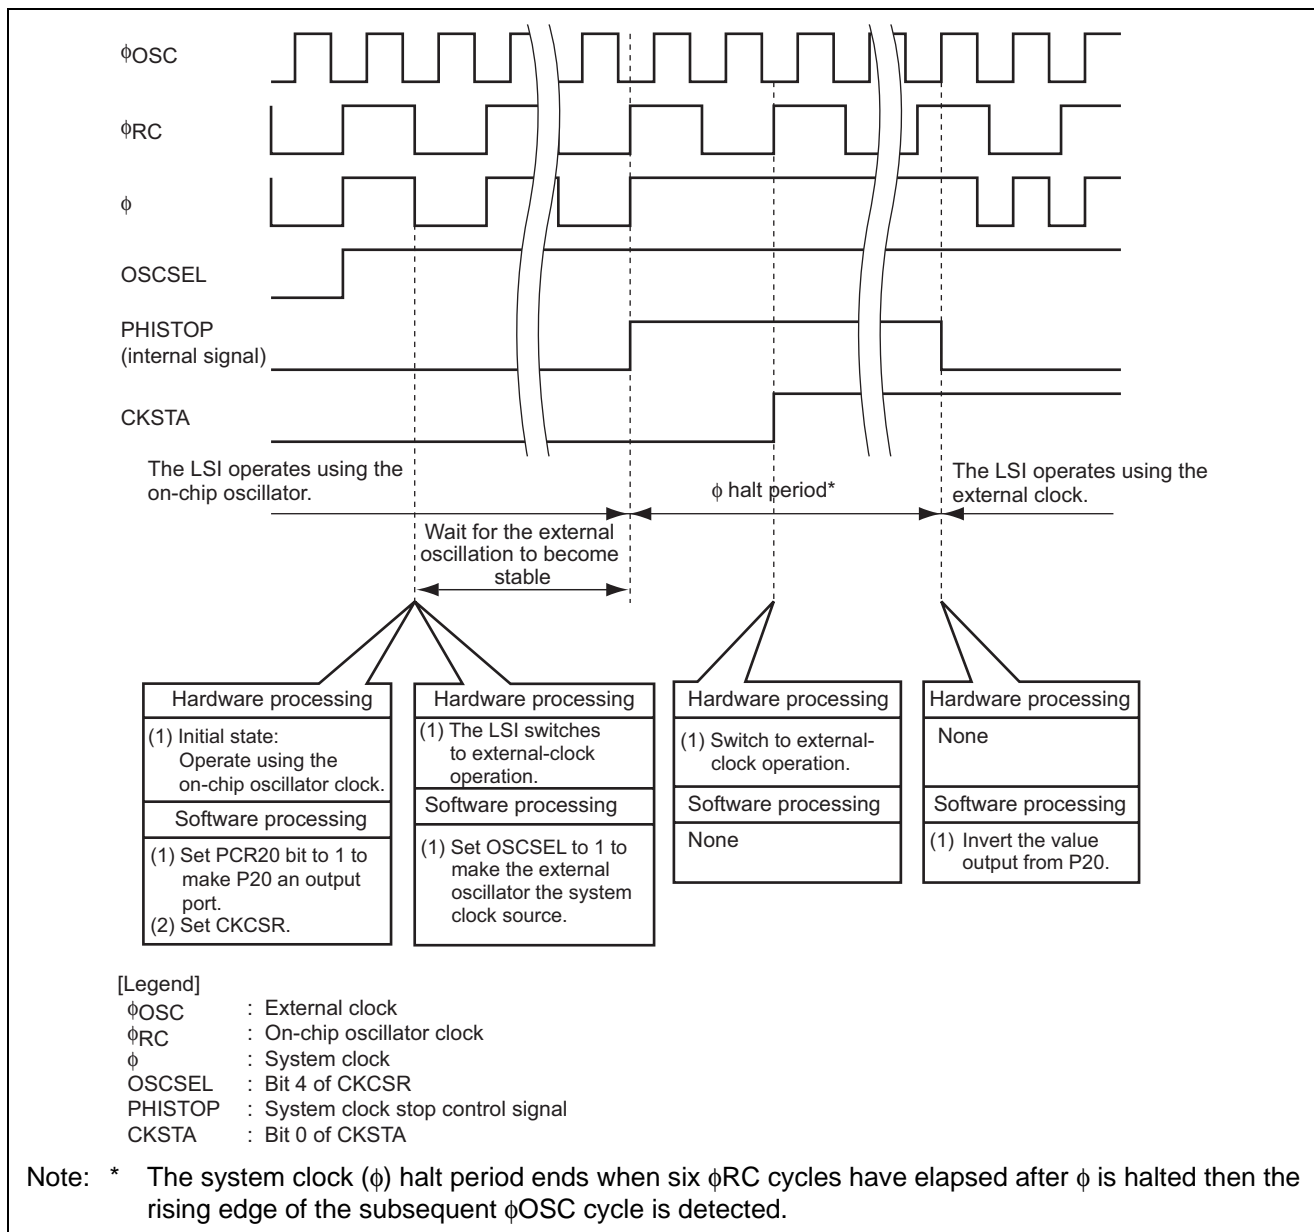 ϕOSC
ϕRC
ϕ
OSCSEL
PHISTOP
(internal signal)
CKSTA
The LSI operates using the
on-chip oscillator.
ϕ halt period*
The LSI operates using the
external clock.
Wait for the external
oscillation to become
stable
Hardware processing
(1) Initial state:
Operate using the
on-chip oscillator clock.
Software processing
(1) Set PCR20 bit to 1 to
make P20 an output
port.
(2) Set CKCSR.
Hardware processing
(1) The LSI switches
to external-clock
operation.
Software processing
(1) Set OSCSEL to 1 to
make the external
oscillator the system
clock source.
Hardware processing
(1) Switch to external-
clock operation.
Software processing
None
Hardware processing
None
Software processing
(1) Invert the value
output from P20.
[Legend]
ϕOSC : External clock
ϕRC : On-chip oscillator clock
ϕ : System clock
OSCSEL : Bit 4 of CKCSR
PHISTOP : System clock stop control signal
CKSTA : Bit 0 of CKSTA
Note: * The system clock (ϕ) halt period ends when six ϕRC cycles have elapsed after ϕ is halted then the
rising edge of the subsequent ϕOSC cycle is detected.